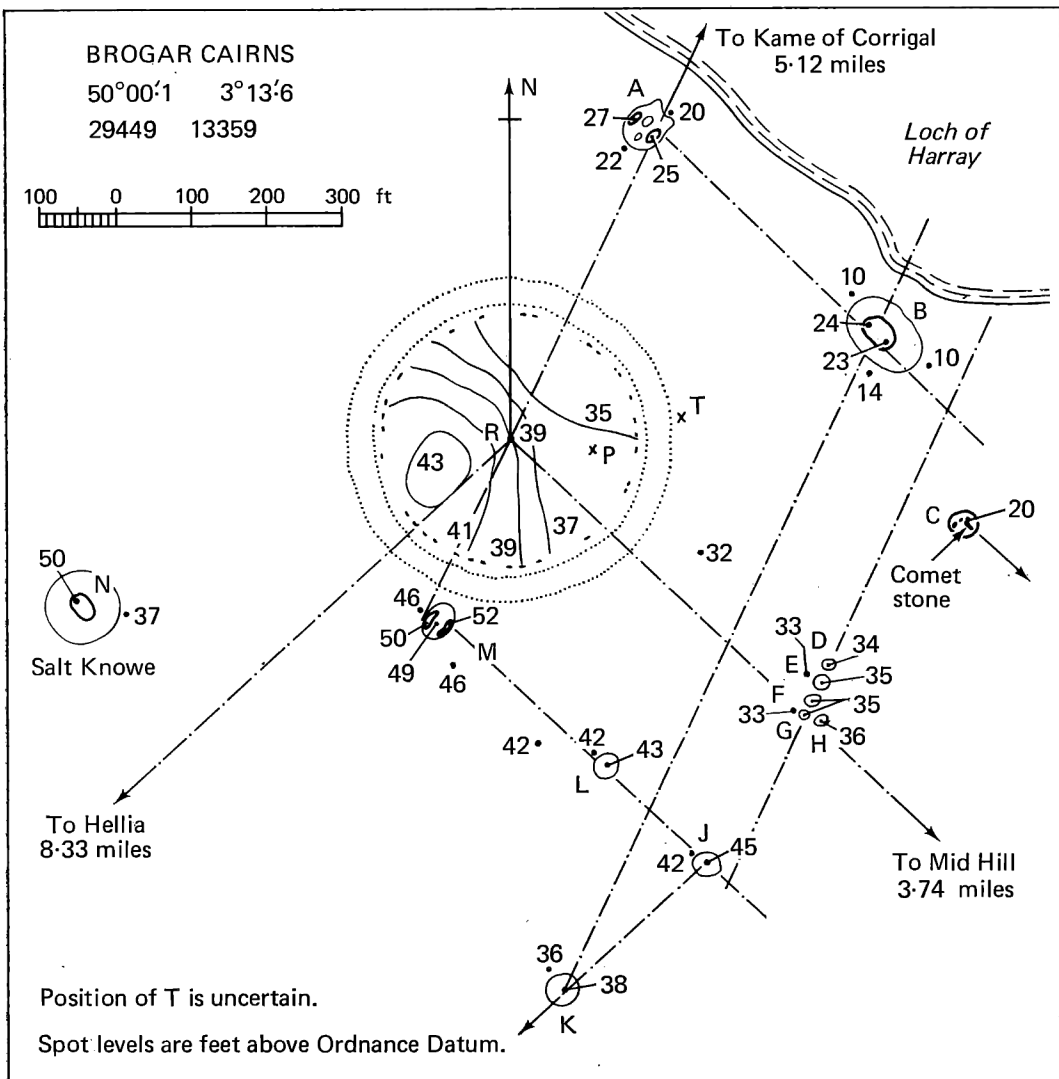 BROGAR CAIRNS
50°00′·1 3°13′·6
29449 13359
100 0 100 200 300 ft
N
To Kame of Corrigal
5·12 miles
A
27
20
22
25
Loch of
Harray
10
B
24
23
10
14
T
35
R
39
P
43
41
39
37
32
C
20
Comet
stone
50
N
37
Salt Knowe
46
52
50
49
M
46
33
D
34
E
35
F
35
33
G
H
36
42
42
43
L
To Hellia
8·33 miles
J
45
42
To Mid Hill
3·74 miles
36
38
K
Position of T is uncertain.
Spot levels are feet above Ordnance Datum.